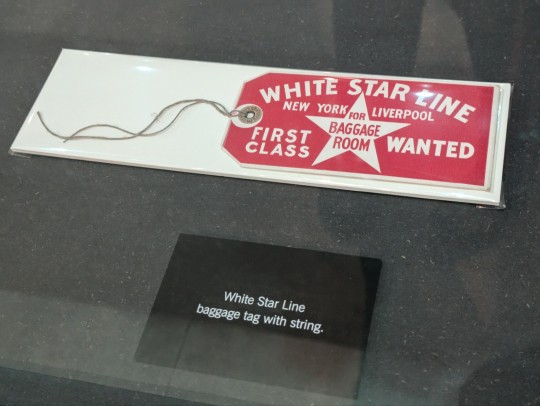 WHITE STAR LINE
NEW YORK FOR LIVERPOOL
FIRST CLASS
BAGGAGE ROOM
WANTED
White Star Line
baggage tag with string.